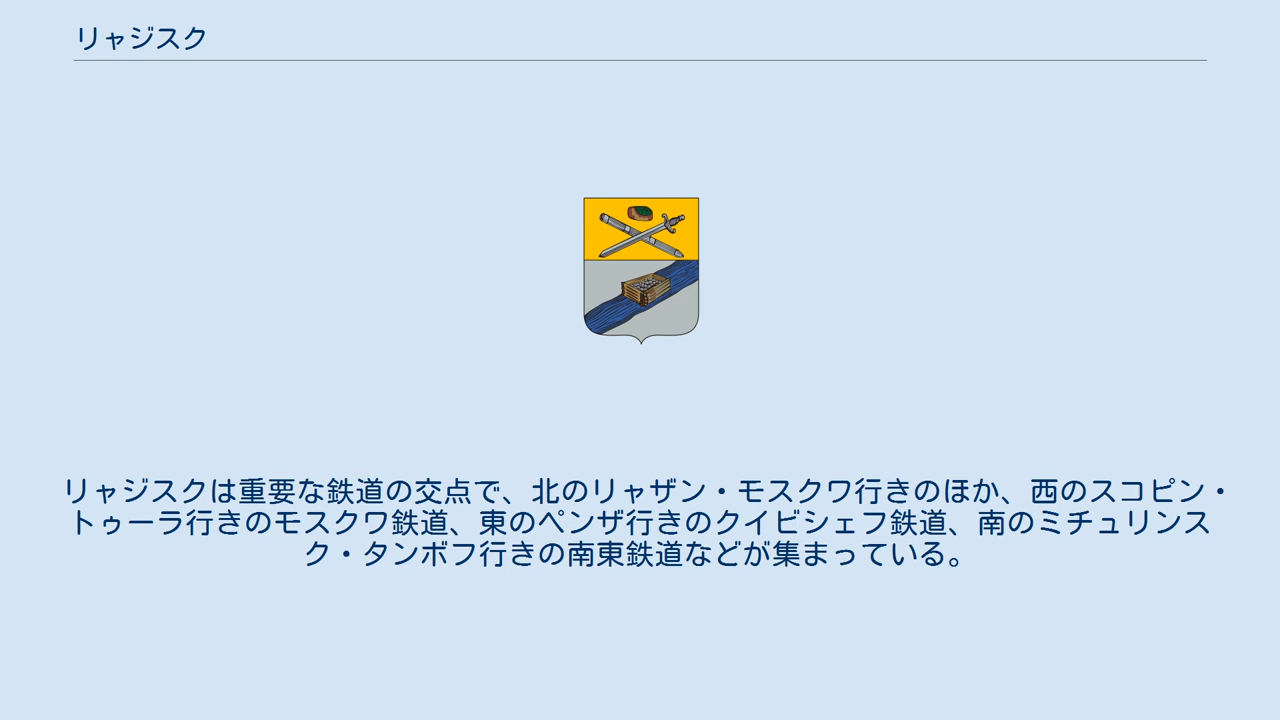 リャジスク
リャジスクは重要な鉄道の交点で、北のリャザン・モスクワ行きのほか、西のスコピン・
トゥーラ行きのモスクワ鉄道、東のペンザ行きのクイビシェフ鉄道、南のミチュリンス
ク・タンボフ行きの南東鉄道などが集まっている。